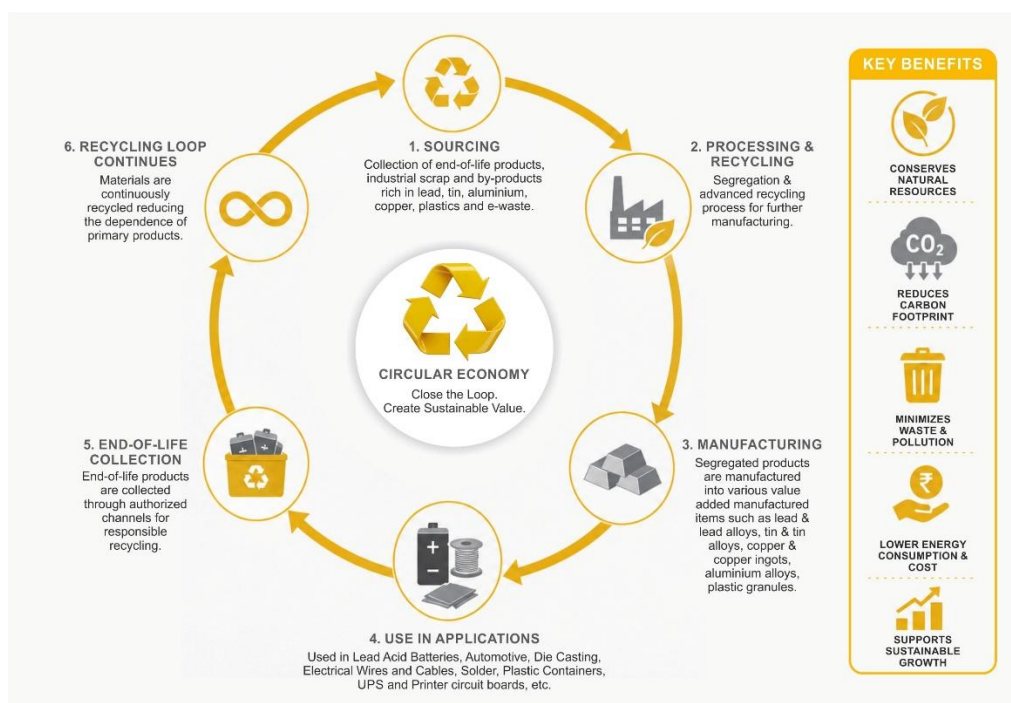 1. SOURCING
Collection of end-of-life products,
industrial scrap and by-products
rich in lead, tin, aluminium,
copper, plastics and e-waste.
2. PROCESSING &
RECYCLING
Segregation &
advanced recycling
process for further
manufacturing.
3. MANUFACTURING
Segregated products
are manufactured
into various value
added manufactured
items such as lead &
lead alloys, tin & tin
alloys, copper &
copper ingots,
aluminium alloys,
plastic granules.
4. USE IN APPLICATIONS
Used in Lead Acid Batteries, Automotive, Die Casting,
Electrical Wires and Cables, Solder, Plastic Containers,
UPS and Printer circuit boards, etc.
5. END-OF-LIFE
COLLECTION
End-of-life products
are collected
through authorized
channels for
responsible
recycling.
6. RECYCLING LOOP
CONTINUES
Materials are
continuously
recycled reducing
the dependence of
primary products.
CIRCULAR ECONOMY
Close the Loop.
Create Sustainable Value.
KEY BENEFITS
CONSERVES
NATURAL
RESOURCES
CO₂
REDUCES
CARBON
FOOTPRINT
MINIMIZES
WASTE &
POLLUTION
₹
LOWER ENERGY
CONSUMPTION &
COST
SUPPORTS
SUSTAINABLE
GROWTH